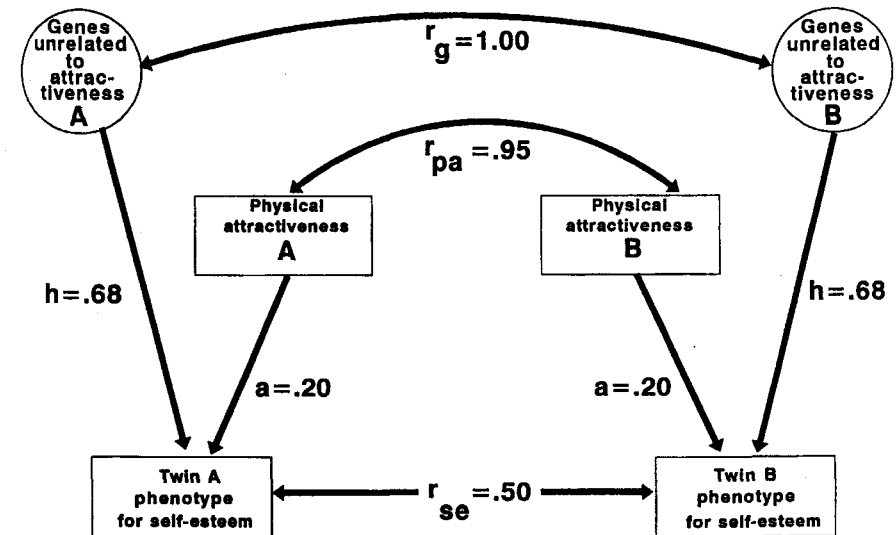 Genes
unrelated
to
attrac-
tiveness
A
r g =1.00
Genes
unrelated
to
attrac-
tiveness
B
r pa =.95
Physical
attractiveness
A
Physical
attractiveness
B
h=.68
h=.68
a=.20
a=.20
Twin A
phenotype
for self-esteem
r se =.50
Twin B
phenotype
for self-esteem